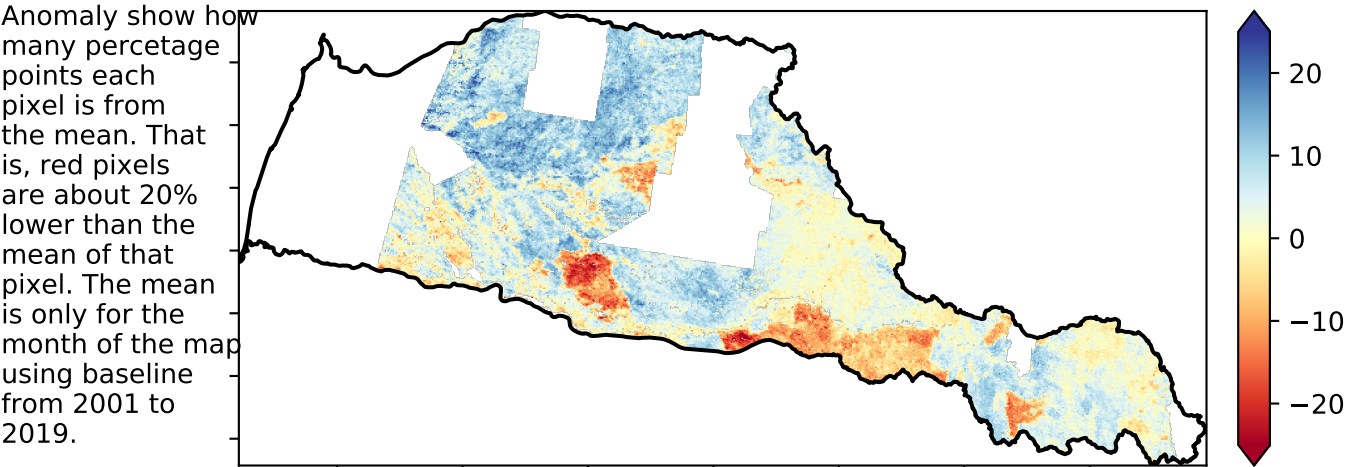 Anomaly show how
many percetage
points each
pixel is from
the mean. That
is, red pixels
are about 20%
lower than the
mean of that
pixel. The mean
is only for the
month of the map
using baseline
from 2001 to
2019.
20
10
0
−10
−20